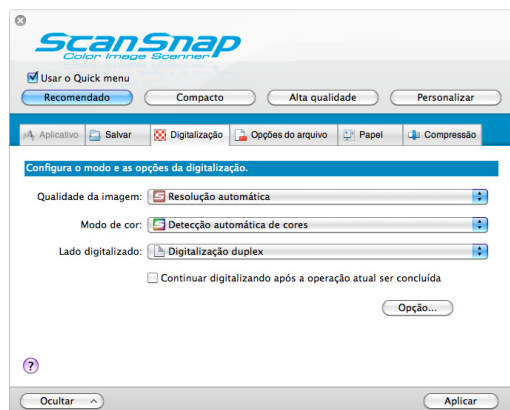 ScanSnap
Color Image Scanner
Usar o Quick menu
Recomendado Compacto Alta qualidade Personalizar
Aplicativo Salvar Digitalização Opções do arquivo Papel Compressão
Configura o modo e as opções da digitalização.
Qualidade da imagem: Resolução automática
Modo de cor: Detecção automática de cores
Lado digitalizado: Digitalização duplex
Continuar digitalizando após a operação atual ser concluída
Opção...
?
Ocultar Aplicar